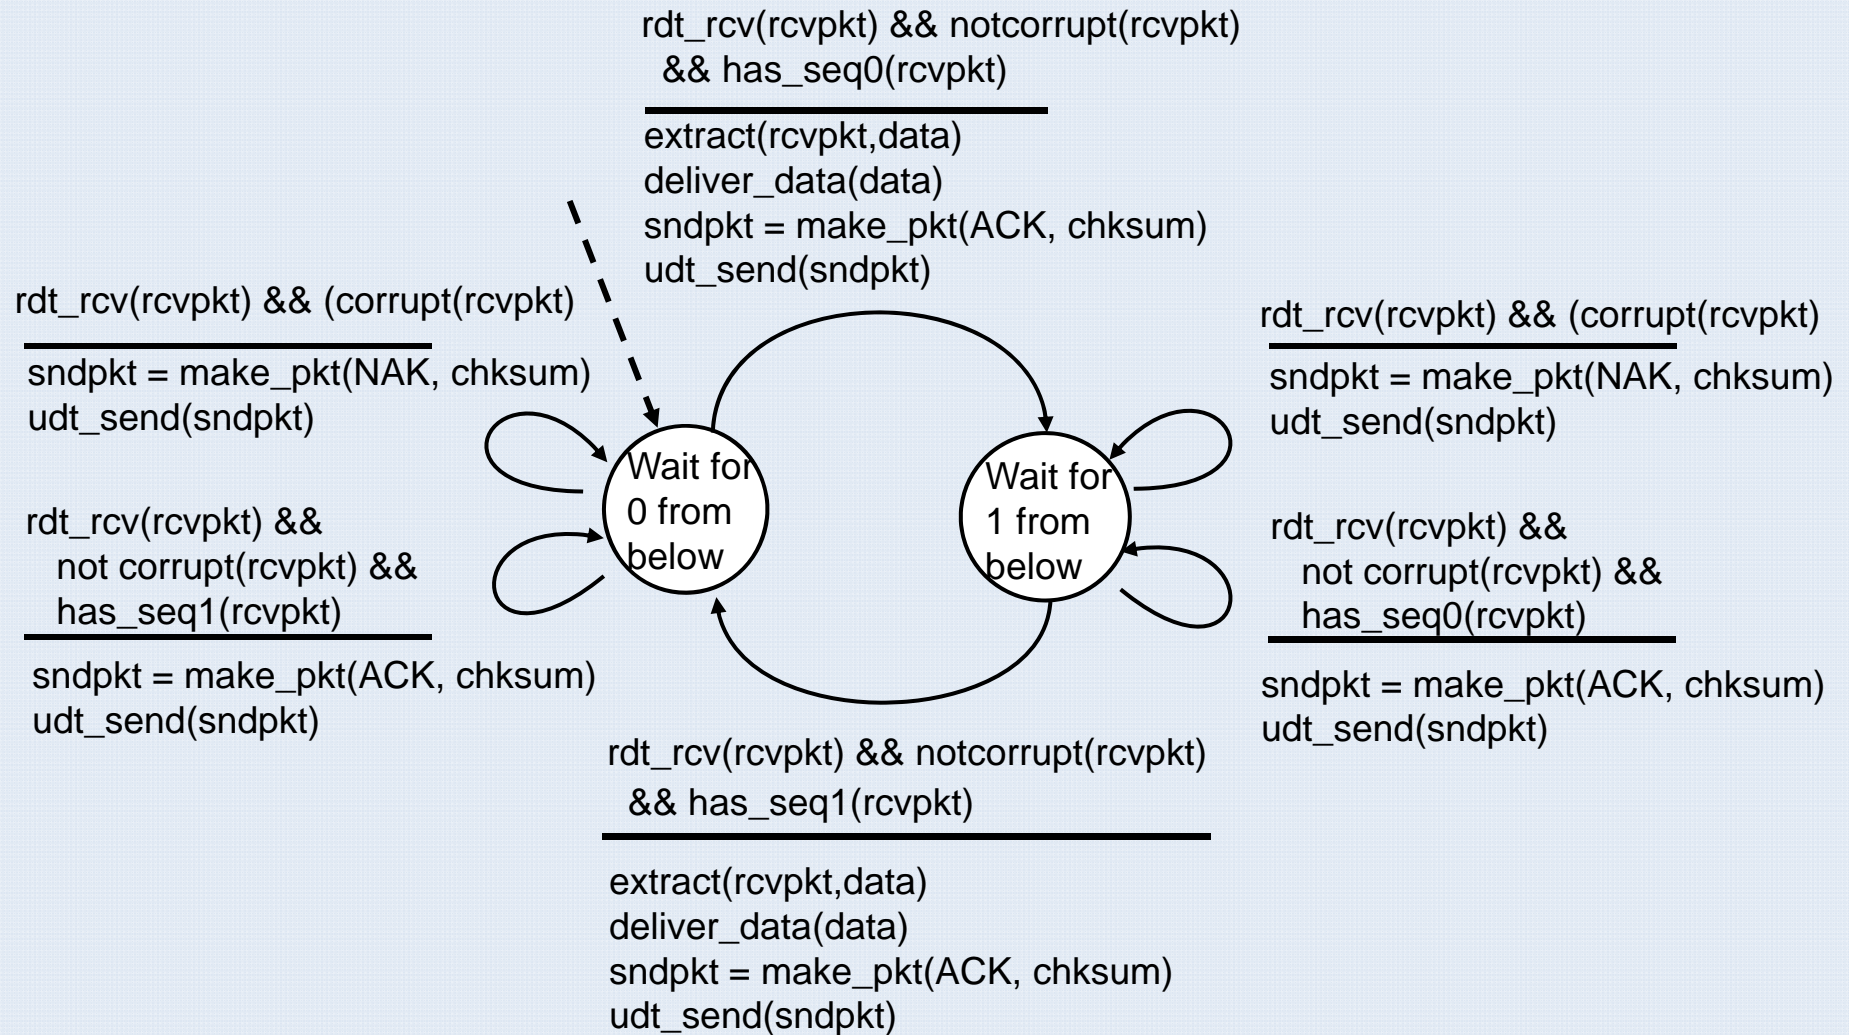 rdt_rcv(rcvpkt) && notcorrupt(rcvpkt)
&& has_seq0(rcvpkt)
extract(rcvpkt,data)
deliver_data(data)
sndpkt = make_pkt(ACK, chksum)
udt_send(sndpkt)
rdt_rcv(rcvpkt) && (corrupt(rcvpkt)
sndpkt = make_pkt(NAK, chksum)
udt_send(sndpkt)
rdt_rcv(rcvpkt) &&
not corrupt(rcvpkt) &&
has_seq1(rcvpkt)
sndpkt = make_pkt(ACK, chksum)
udt_send(sndpkt)
Wait for
0 from
below
Wait for
1 from
below
rdt_rcv(rcvpkt) && (corrupt(rcvpkt)
sndpkt = make_pkt(NAK, chksum)
udt_send(sndpkt)
rdt_rcv(rcvpkt) &&
not corrupt(rcvpkt) &&
has_seq0(rcvpkt)
sndpkt = make_pkt(ACK, chksum)
udt_send(sndpkt)
rdt_rcv(rcvpkt) && notcorrupt(rcvpkt)
&& has_seq1(rcvpkt)
extract(rcvpkt,data)
deliver_data(data)
sndpkt = make_pkt(ACK, chksum)
udt_send(sndpkt)